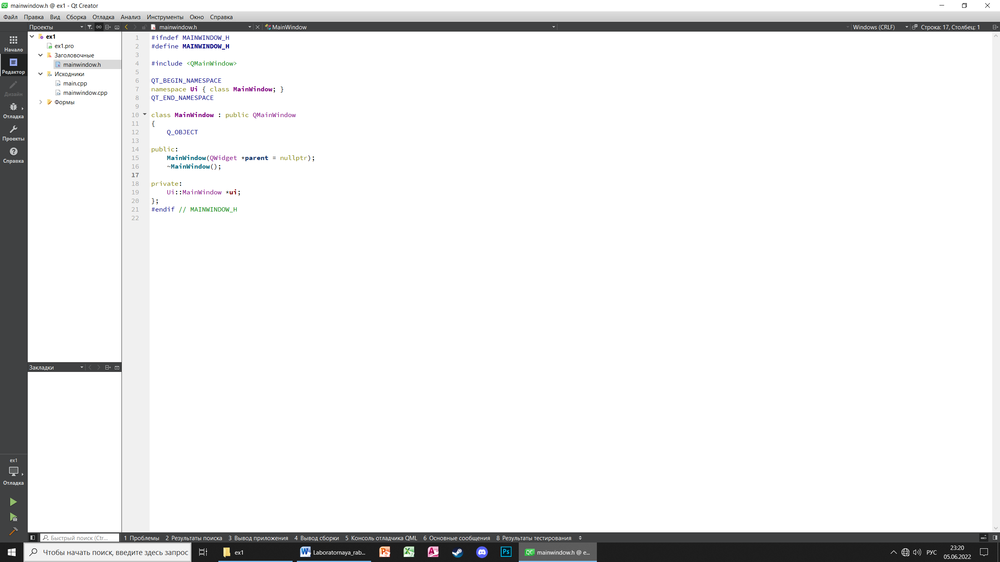 mainwindow.h @ ex1 - Qt Creator
Файл Правка Вид Сборка Отладка Анализ Инструменты Окно Справка
Проекты mainwindow.h MainWindow Windows (CRLF) Строка: 17, Столбец: 1
Начало
Редактор
Дизайн
Отладка
Проекты
Справка
ex1
ex1.pro
Заголовочные
mainwindow.h
Исходники
main.cpp
mainwindow.cpp
Формы
1 #ifndef MAINWINDOW_H
2 #define MAINWINDOW_H
3
4 #include <QMainWindow>
5
6 QT_BEGIN_NAMESPACE
7 namespace Ui { class MainWindow; }
8 QT_END_NAMESPACE
9
10 class MainWindow : public QMainWindow
11 {
12 Q_OBJECT
13
14 public:
15 MainWindow(QWidget *parent = nullptr);
16 ~MainWindow();
17
18 private:
19 Ui::MainWindow *ui;
20 };
21 #endif // MAINWINDOW_H
22
Закладки
ex1
Отладка
Быстрый поиск (Ctr... 1 Проблемы 2 Результаты поиска 3 Вывод приложения 4 Вывод сборки 5 Консоль отладчика QML 6 Основные сообщения 8 Результаты тестирования
Чтобы начать поиск, введите здесь запрос ex1 Laboratornaya_rab... Ps QC mainwindow.h @ e... РУС 23:20
05.06.2022